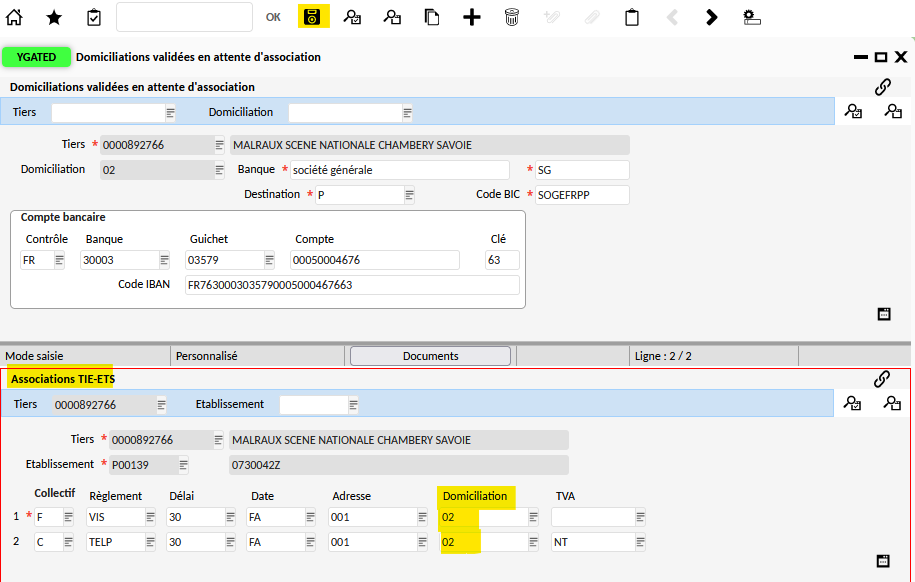 OK
YGATED Domiciliations validées en attente d'association
Domiciliations validées en attente d'association
Tiers Domiciliation
Tiers * 0000892766 MALRAUX SCENE NATIONALE CHAMBERY SAVOIE
Domiciliation 02 Banque * société générale * SG
Destination * P Code BIC * SOGEFRPP
Compte bancaire
Contrôle Banque Guichet Compte Clé
FR 30003 03579 00050004676 63
Code IBAN FR7630003035790005000467663
Mode saisie Personnalisé Documents Ligne : 2 / 2
Associations TIE-ETS
Tiers 0000892766 Etablissement
Tiers * 0000892766 MALRAUX SCENE NATIONALE CHAMBERY SAVOIE
Etablissement * P00139 0730042Z
Collectif Règlement Délai Date Adresse Domiciliation TVA
1 * F VIS 30 FA 001 02
2 C TELP 30 FA 001 02 NT